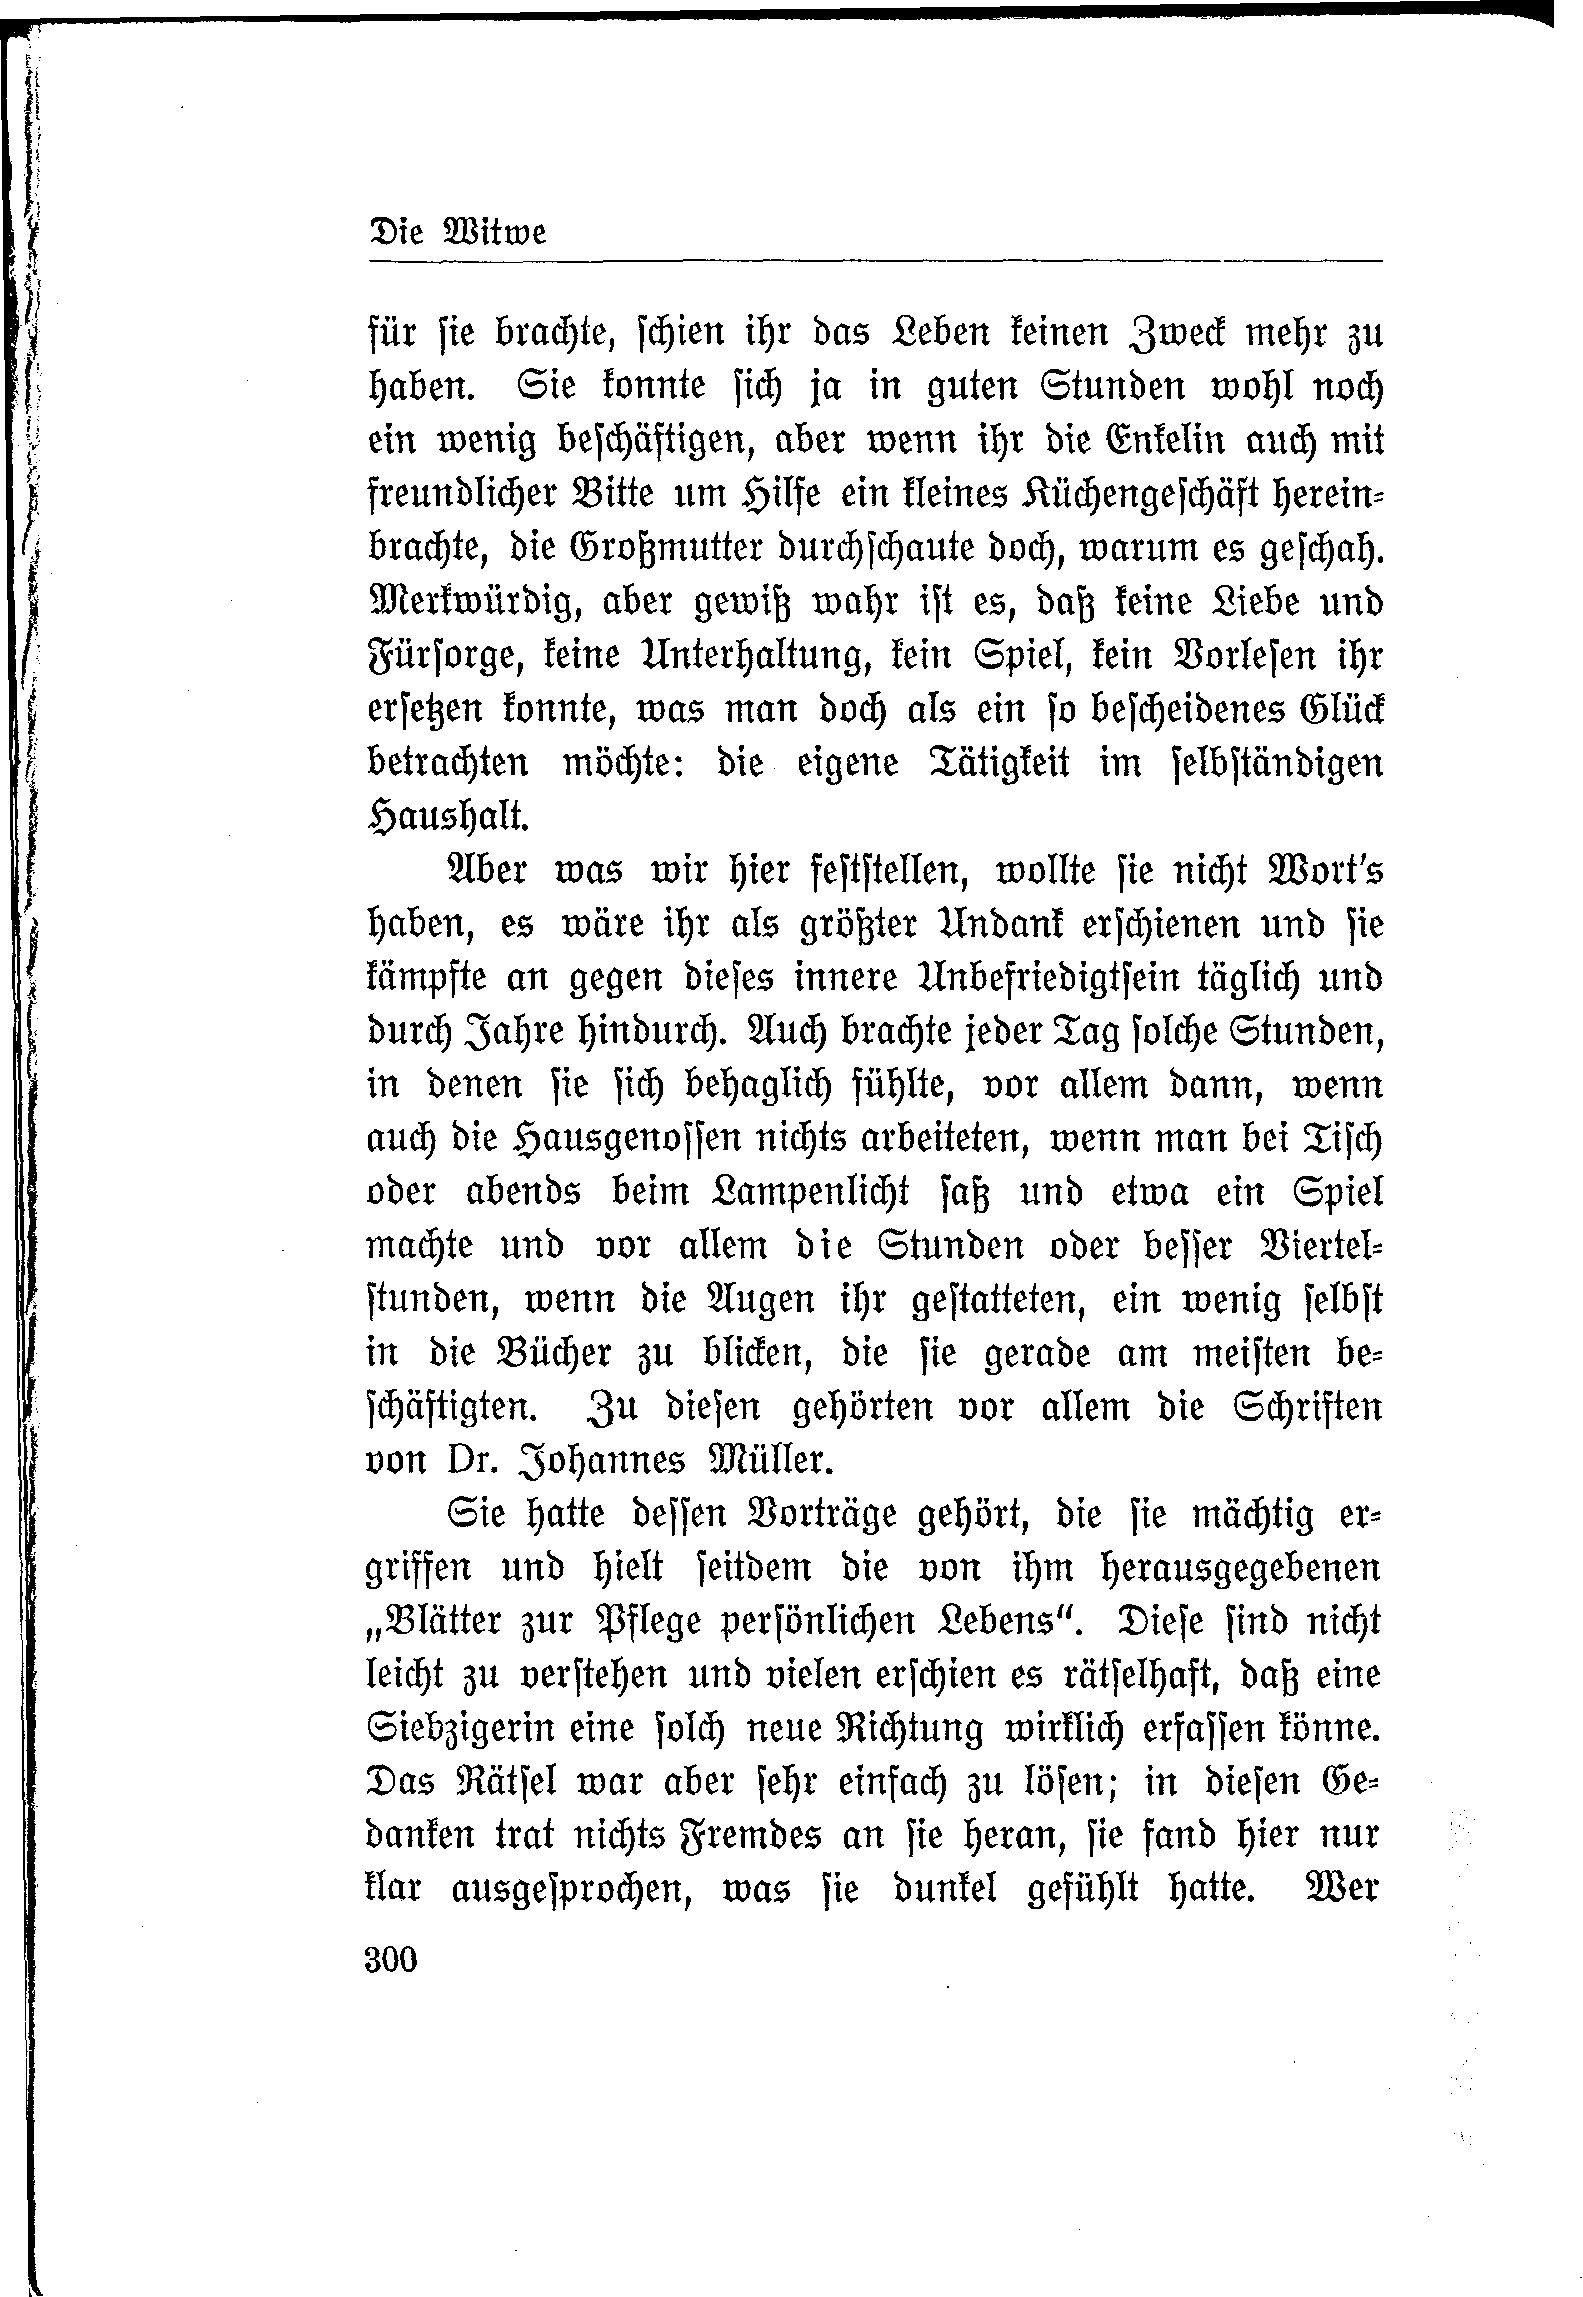 Die Witwe
für sie brachte, schien ihr das Leben keinen Zweck mehr zu
haben. Sie konnte sich ja in guten Stunden wohl noch
ein wenig beschäftigen, aber wenn ihr die Enkelin auch mit
freundlicher Bitte um Hilfe ein kleines Küchengeschäft herein-
brachte, die Großmutter durchschaute doch, warum es geschah.
Merkwürdig, aber gewiß wahr ist es, daß keine Liebe und
Fürsorge, keine Unterhaltung, kein Spiel, kein Vorlesen ihr
ersetzen konnte, was man doch als ein so bescheidenes Glück
betrachten möchte: die eigene Tätigkeit im selbständigen
Haushalt.
Aber was wir hier feststellen, wollte sie nicht Wort's
haben, es wäre ihr als größter Undank erschienen und sie
kämpfte an gegen dieses innere Unbefriedigtsein täglich und
durch Jahre hindurch. Auch brachte jeder Tag solche Stunden,
in denen sie sich behaglich fühlte, vor allem dann, wenn
auch die Hausgenossen nichts arbeiteten, wenn man bei Tisch
oder abends beim Lampenlicht saß und etwa ein Spiel
machte und vor allem die Stunden oder besser Viertel-
stunden, wenn die Augen ihr gestatteten, ein wenig selbst
in die Bücher zu blicken, die sie gerade am meisten be-
schäftigten. Zu diesen gehörten vor allem die Schriften
von Dr. Johannes Müller.
Sie hatte dessen Vorträge gehört, die sie mächtig er-
griffen und hielt seitdem die von ihm herausgegebenen
„Blätter zur Pflege persönlichen Lebens“. Diese sind nicht
leicht zu verstehen und vielen erschien es rätselhaft, daß eine
Siebzigerin eine solch neue Richtung wirklich erfassen könne.
Das Rätsel war aber sehr einfach zu lösen; in diesen Ge-
danken trat nichts Fremdes an sie heran, sie fand hier nur
klar ausgesprochen, was sie dunkel gefühlt hatte. Wer
300